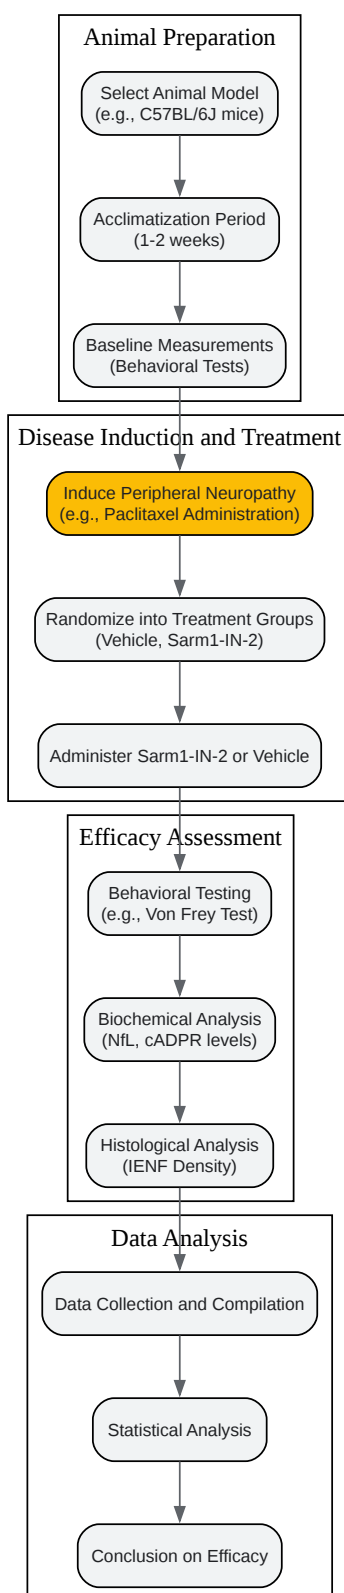 Animal Preparation
Select Animal Model
(e.g., C57BL/6J mice)
Acclimatization Period
(1-2 weeks)
Baseline Measurements
(Behavioral Tests)
Disease Induction and Treatment
Induce Peripheral Neuropathy
(e.g., Paclitaxel Administration)
Randomize into Treatment Groups
(Vehicle, Sarm1-IN-2)
Administer Sarm1-IN-2 or Vehicle
Efficacy Assessment
Behavioral Testing
(e.g., Von Frey Test)
Biochemical Analysis
(NfL, cADPR levels)
Histological Analysis
(IENF Density)
Data Analysis
Data Collection and Compilation
Statistical Analysis
Conclusion on Efficacy